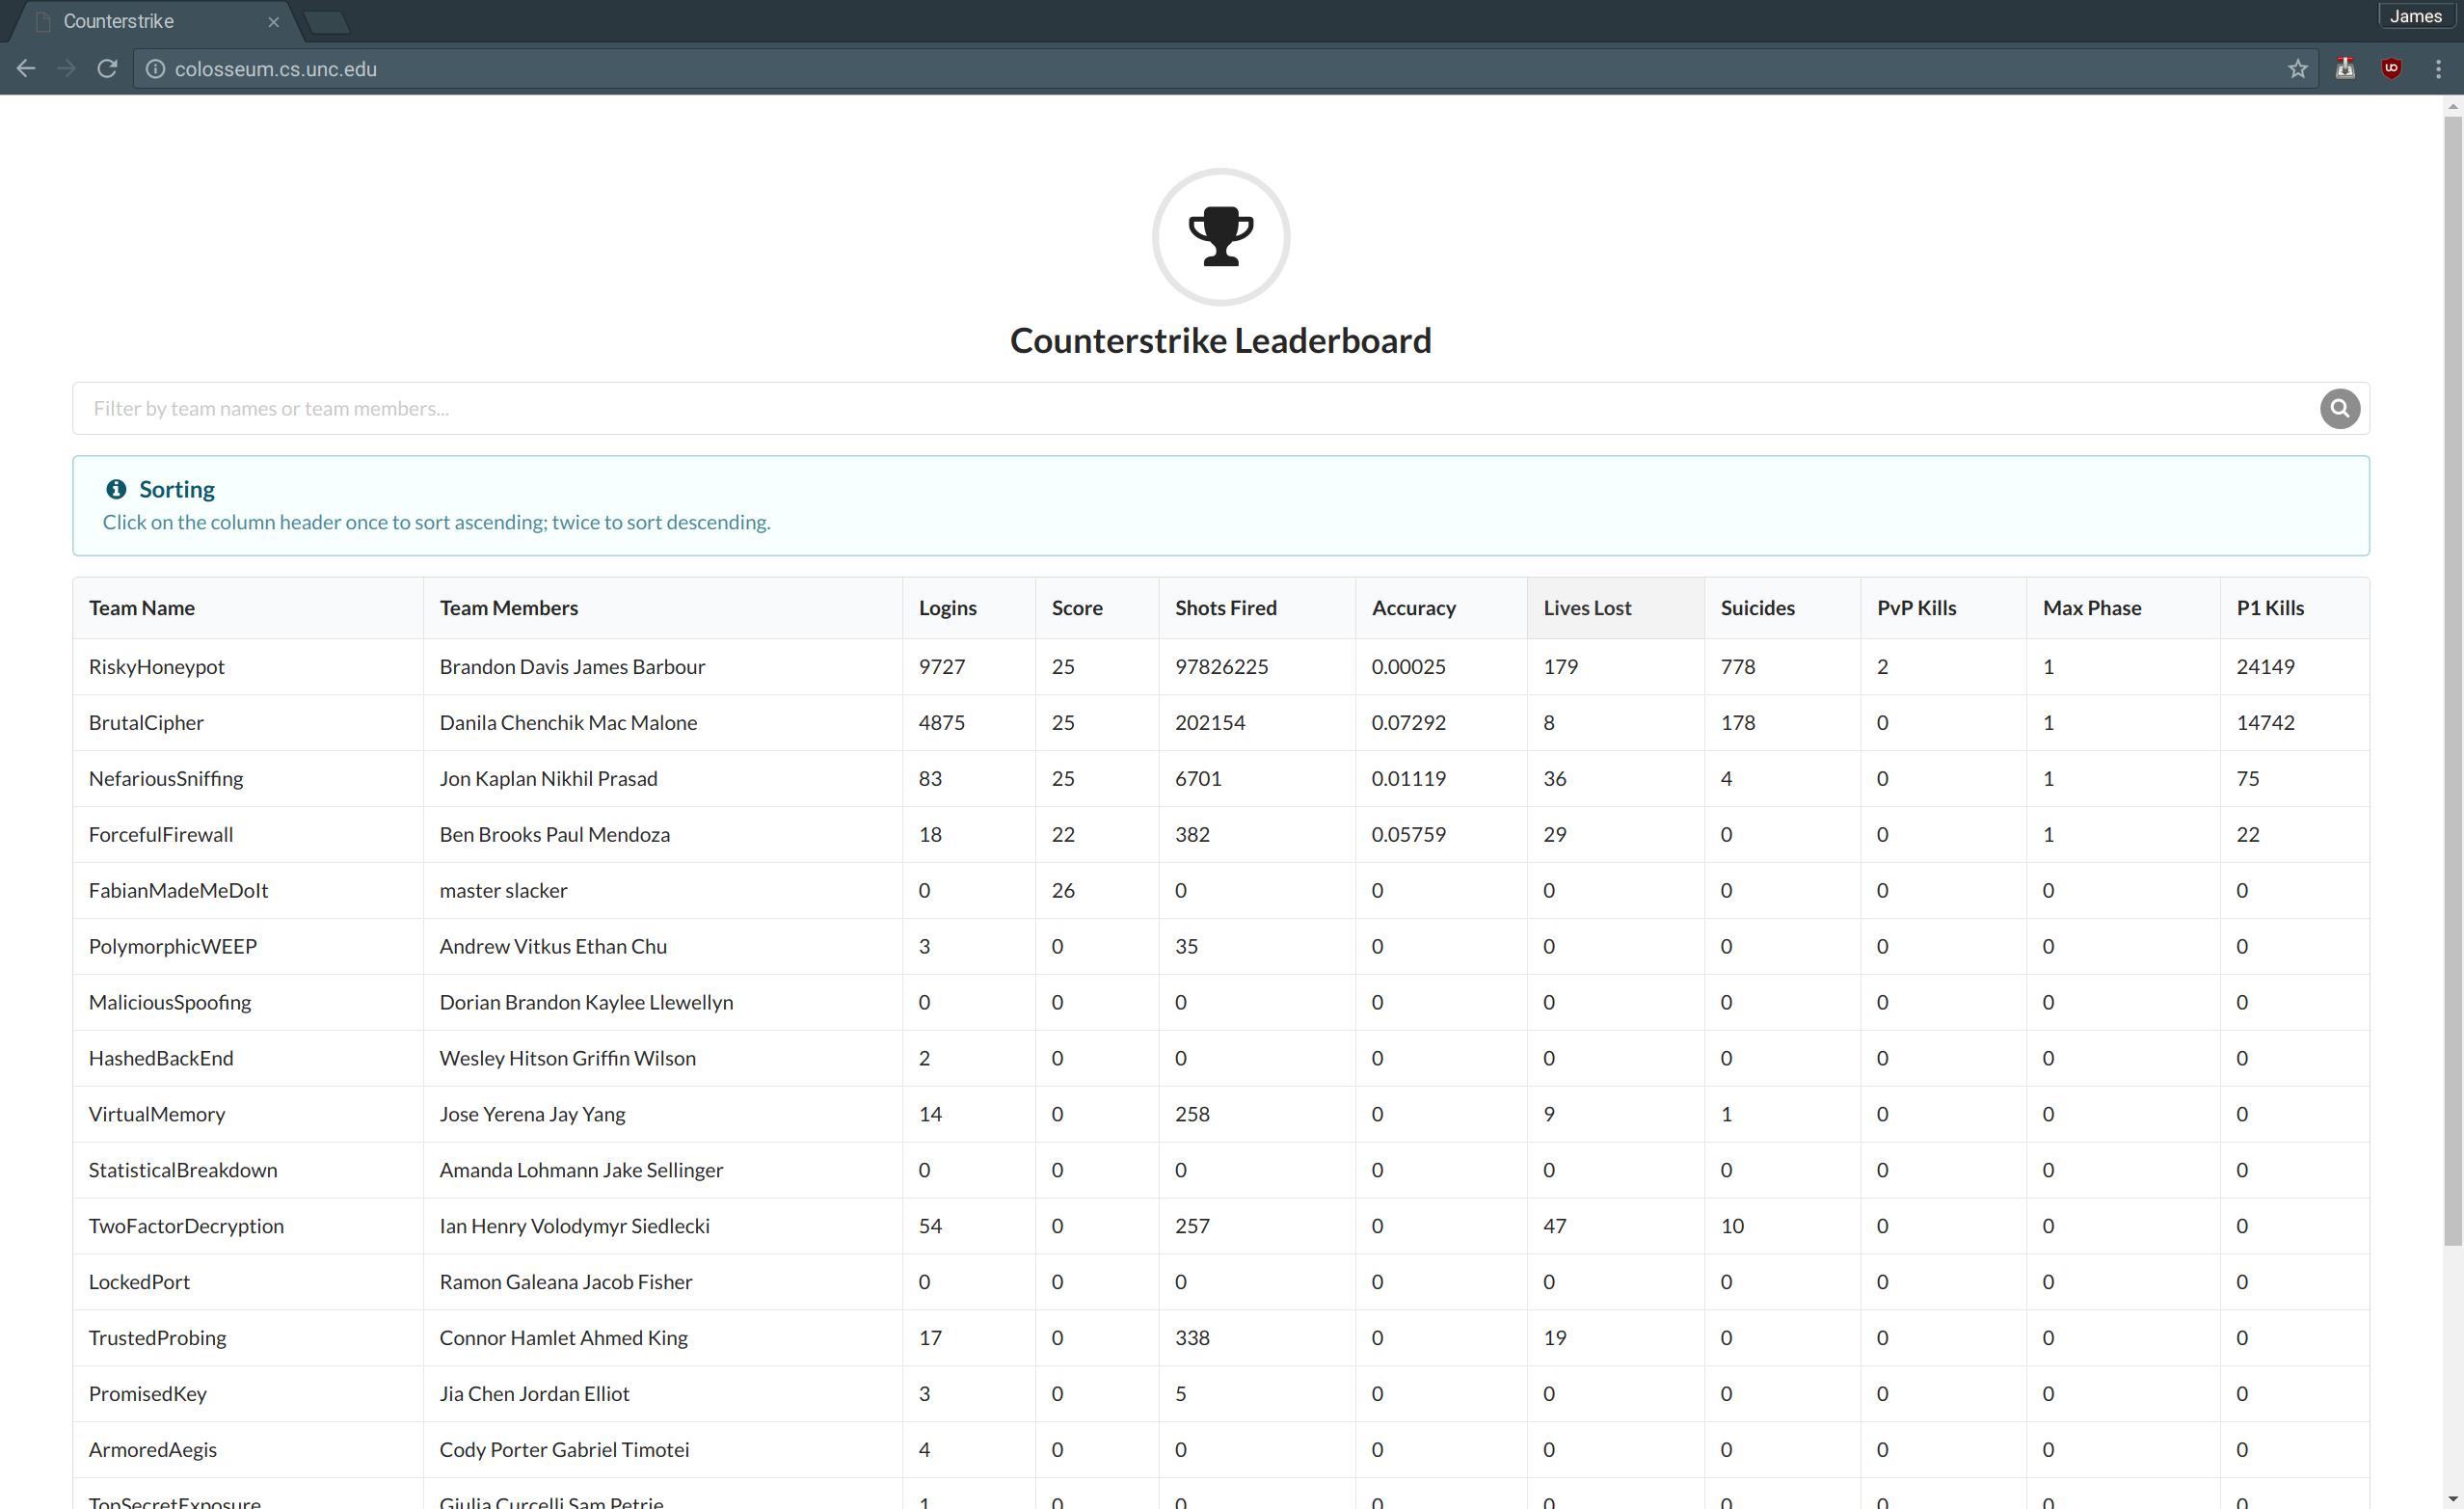 Counterstrike
James
colosseum.cs.unc.edu
Counterstrike Leaderboard
Filter by team names or team members...
Sorting
Click on the column header once to sort ascending; twice to sort descending.
Team Name Team Members Logins Score Shots Fired Accuracy Lives Lost Suicides PvP Kills Max Phase P1 Kills
RiskyHoneypot Brandon Davis James Barbour 9727 25 97826225 0.00025 179 778 2 1 24149
BrutalCipher Danila Chenchik Mac Malone 4875 25 202154 0.07292 8 178 0 1 14742
NefariousSniffing Jon Kaplan Nikhil Prasad 83 25 6701 0.01119 36 4 0 1 75
ForcefulFirewall Ben Brooks Paul Mendoza 18 22 382 0.05759 29 0 0 1 22
FabianMadeMeDoIt master slacker 0 26 0 0 0 0 0 0 0
PolymorphicWEEP Andrew Vitkus Ethan Chu 3 0 35 0 0 0 0 0 0
MaliciousSpoofing Dorian Brandon Kaylee Llewellyn 0 0 0 0 0 0 0 0 0
HashedBackEnd Wesley Hitson Griffin Wilson 2 0 0 0 0 0 0 0 0
VirtualMemory Jose Yerena Jay Yang 14 0 258 0 9 1 0 0 0
StatisticalBreakdown Amanda Lohmann Jake Sellinger 0 0 0 0 0 0 0 0 0
TwoFactorDecryption Ian Henry Volodymyr Siedlecki 54 0 257 0 47 10 0 0 0
LockedPort Ramon Galeana Jacob Fisher 0 0 0 0 0 0 0 0 0
TrustedProbing Connor Hamlet Ahmed King 17 0 338 0 19 0 0 0 0
PromisedKey Jia Chen Jordan Elliot 3 0 5 0 0 0 0 0 0
ArmoredAegis Cody Porter Gabriel Timotei 4 0 0 0 0 0 0 0 0
TopSecretExposure Giulia Curcelli Sam Petrie 1 0 0 0 0 0 0 0 0